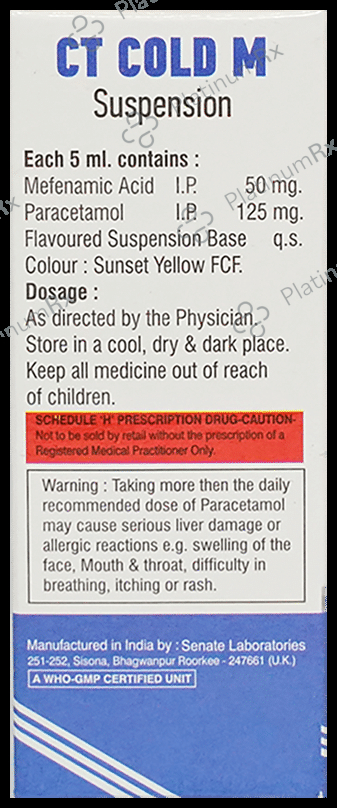 CT COLD M
Suspension
Each 5 ml. contains :
Mefenamic Acid I.P. 50 mg.
Paracetamol I.P. 125 mg.
Flavoured Suspension Base q.s.
Colour : Sunset Yellow FCF.
Dosage :
As directed by the Physician.
Store in a cool, dry & dark place.
Keep all medicine out of reach
of children.
SCHEDULE 'H' PRESCRIPTION DRUG-CAUTION-
Not to be sold by retail without the prescription of a
Registered Medical Practitioner Only.
Warning : Taking more then the daily
recommended dose of Paracetamol
may cause serious liver damage or
allergic reactions e.g. swelling of the
face, Mouth & throat, difficulty in
breathing, itching or rash.
Manufactured in India by : Senate Laboratories
251-252, Sisona, Bhagwanpur Roorkee - 247661 (U.K.)
A WHO-GMP CERTIFIED UNIT
PlatinumRx
PlatinumRx
PlatinumRx